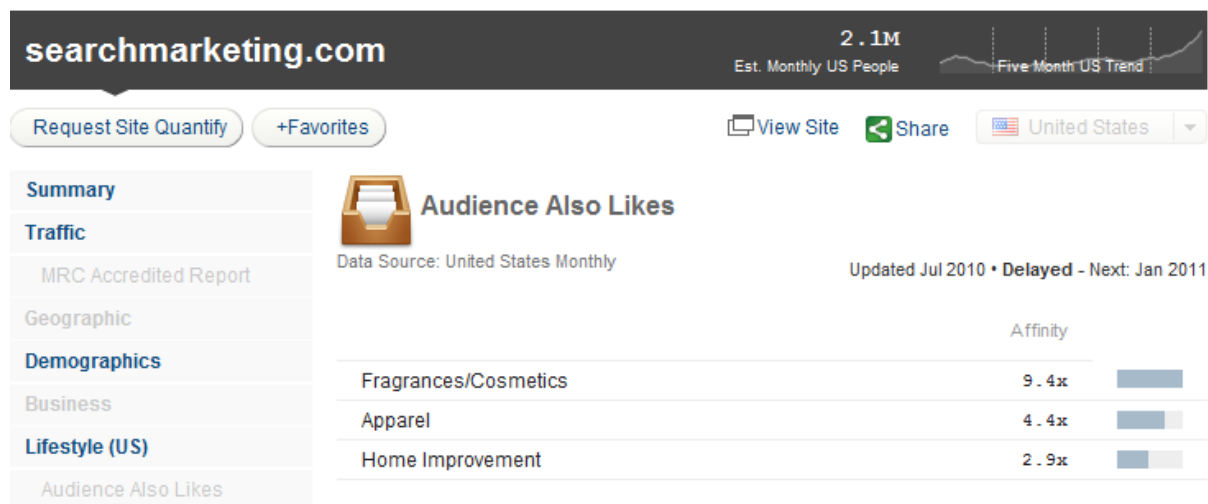 searchmarketing.com
2.1M
Est. Monthly US People
Five Month US Trend
Request Site Quantify
+Favorites
View Site
Share
United States
Summary
Traffic
MRC Accredited Report
Geographic
Demographics
Business
Lifestyle (US)
Audience Also Likes
Audience Also Likes
Data Source: United States Monthly
Updated Jul 2010 • Delayed - Next: Jan 2011
Affinity
Fragrances/Cosmetics 9.4x
Apparel 4.4x
Home Improvement 2.9x